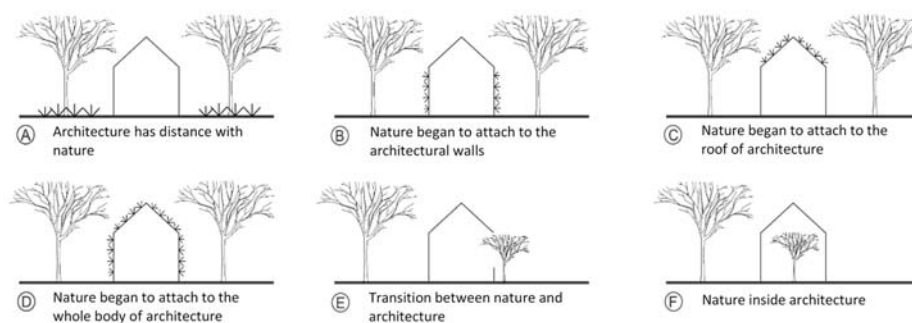 Ⓐ Architecture has distance with
nature
Ⓑ Nature began to attach to the
architectural walls
Ⓒ Nature began to attach to the
roof of architecture
Ⓓ Nature began to attach to the
whole body of architecture
Ⓔ Transition between nature and
architecture
Ⓕ Nature inside architecture